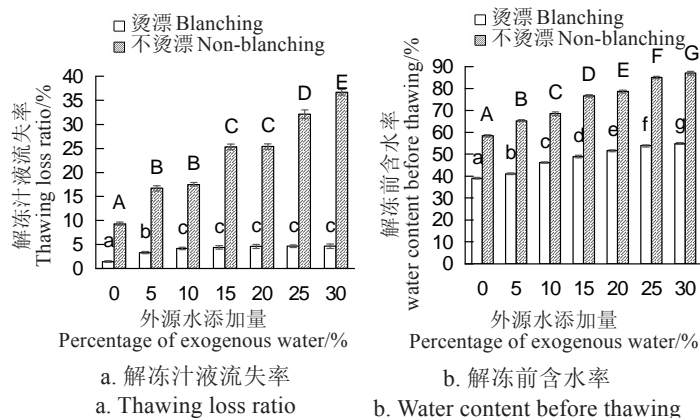 烫漂 Blanching
不烫漂 Non-blanching
解冻汁液流失率
Thawing loss ratio/%
40
35
30
25
20
15
10
5
0
a
A
b
B
c
B
c
C
c
C
c
D
c
E
0 5 10 15 20 25 30
外源水添加量
Percentage of exogenous water/%
a. 解冻汁液流失率
a. Thawing loss ratio
烫漂 Blanching
不烫漂 Non-blanching
解冻前含水率
water content before thawing/%
90
80
70
60
50
40
30
20
10
0
a
A
b
B
c
C
d
D
e
E
f
F
g
G
0 5 10 15 20 25 30
外源水添加量
Percentage of exogenous water/%
b. 解冻前含水率
b. Water content before thawing